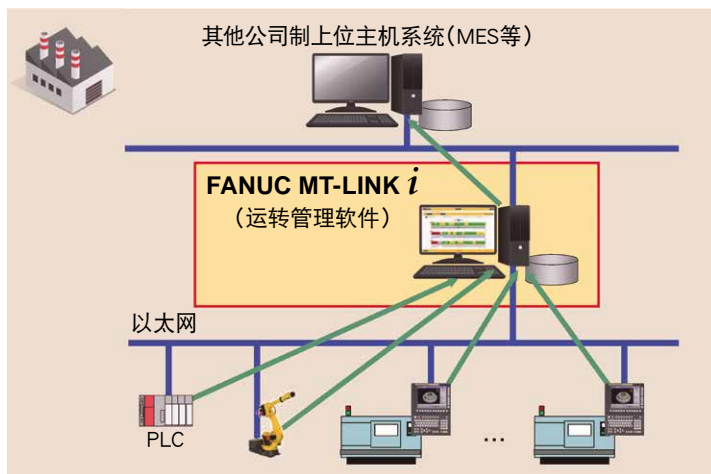 其他公司制上位主机系统（MES等）
FANUC MT-LINK i
（运转管理软件）
以太网
PLC
...